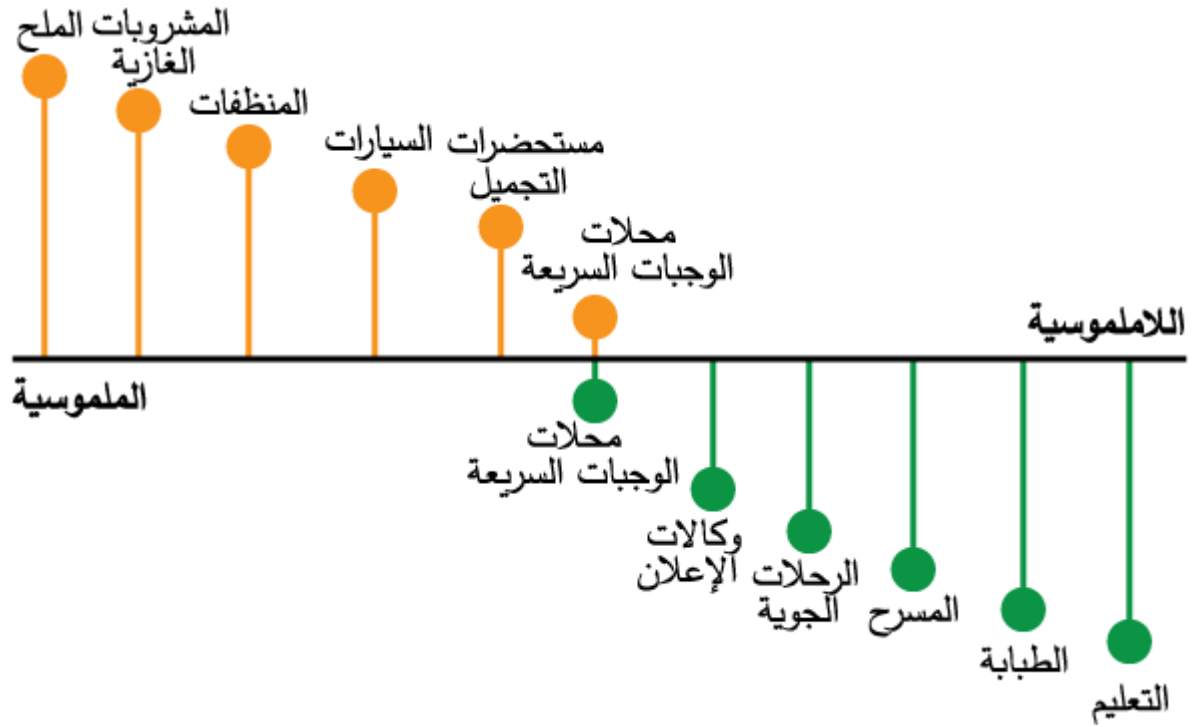 الملح
المشروبات
الغازية
المنظفات
السيارات
مستحضرات
التجميل
محلات
الوجبات السريعة
اللاملموسية
الملموسية
محلات
الوجبات السريعة
وكالات
الإعلان
الرحلات
الجوية
المسرح
الطبابة
التعليم